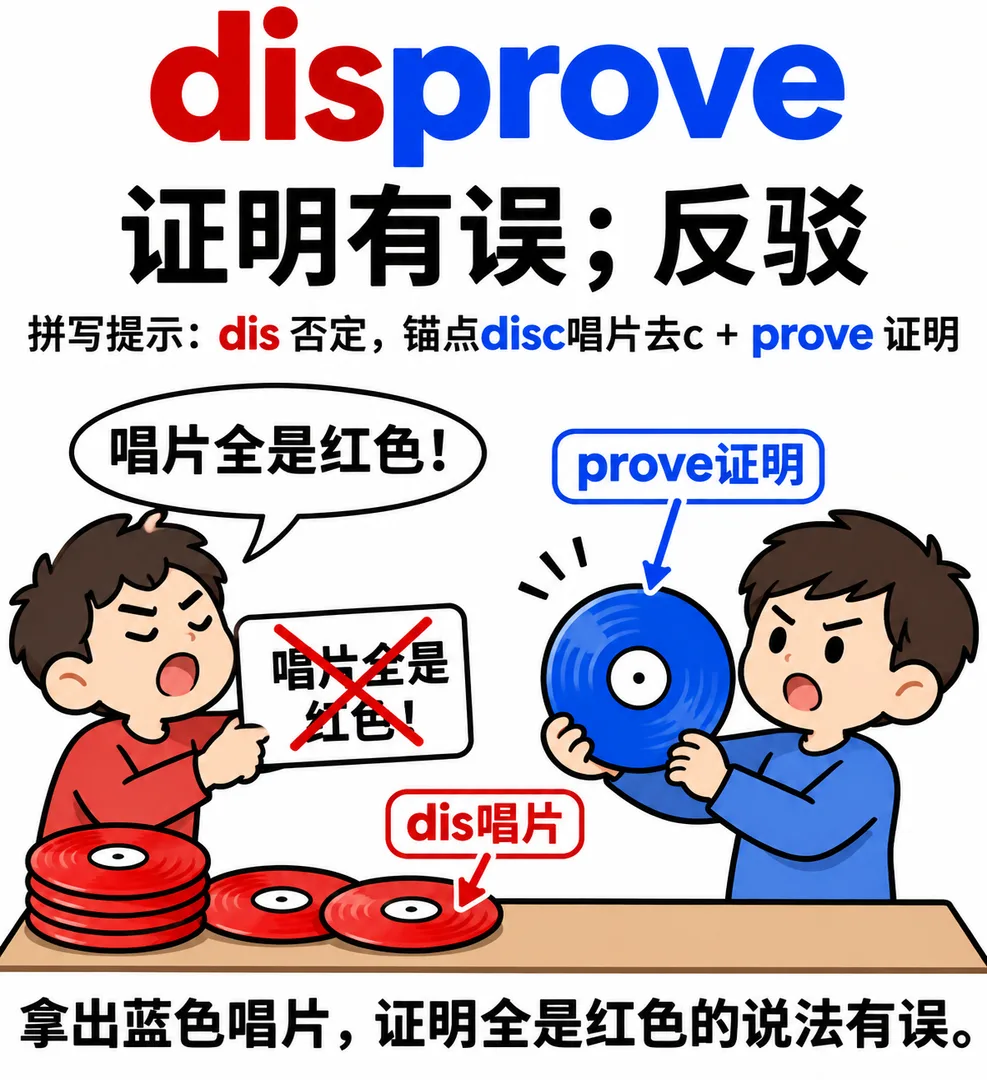 disprove
证明有误；反驳
拼写提示：dis 否定，锚点disc唱片去c + prove 证明
唱片全是红色！
prove证明
唱片全是
红色！
dis唱片
拿出蓝色唱片，证明全是红色的说法有误。